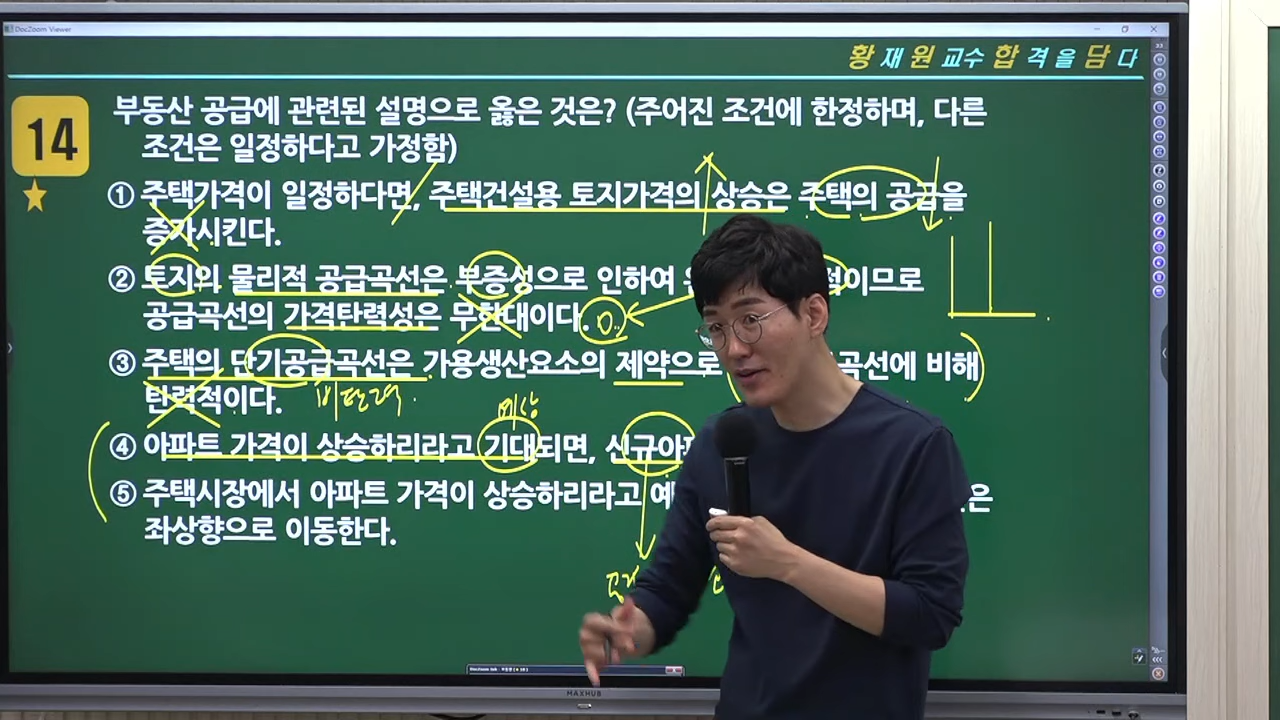 DocZoom Viewer
황재원교수합격을담다
14
부동산 공급에 관련된 설명으로 옳은 것은? (주어진 조건에 한정하며, 다른
조건은 일정하다고 가정함)
① 주택가격이 일정하다면, 주택건설용 토지가격의 상승은 주택의 공급을
증가시킨다.
② 토지의 물리적 공급곡선은 부증성으로 인하여 적이므로
공급곡선의 가격탄력성은 무한대이다. 0
③ 주택의 단기공급곡선은 가용생산요소의 제약으로 곡선에 비해
탄력적이다. 비탄력
예상
④ 아파트 가격이 상승하리라고 기대되면, 신규아
⑤ 주택시장에서 아파트 가격이 상승하리라고 예 은
좌상향으로 이동한다.
MAXHUB